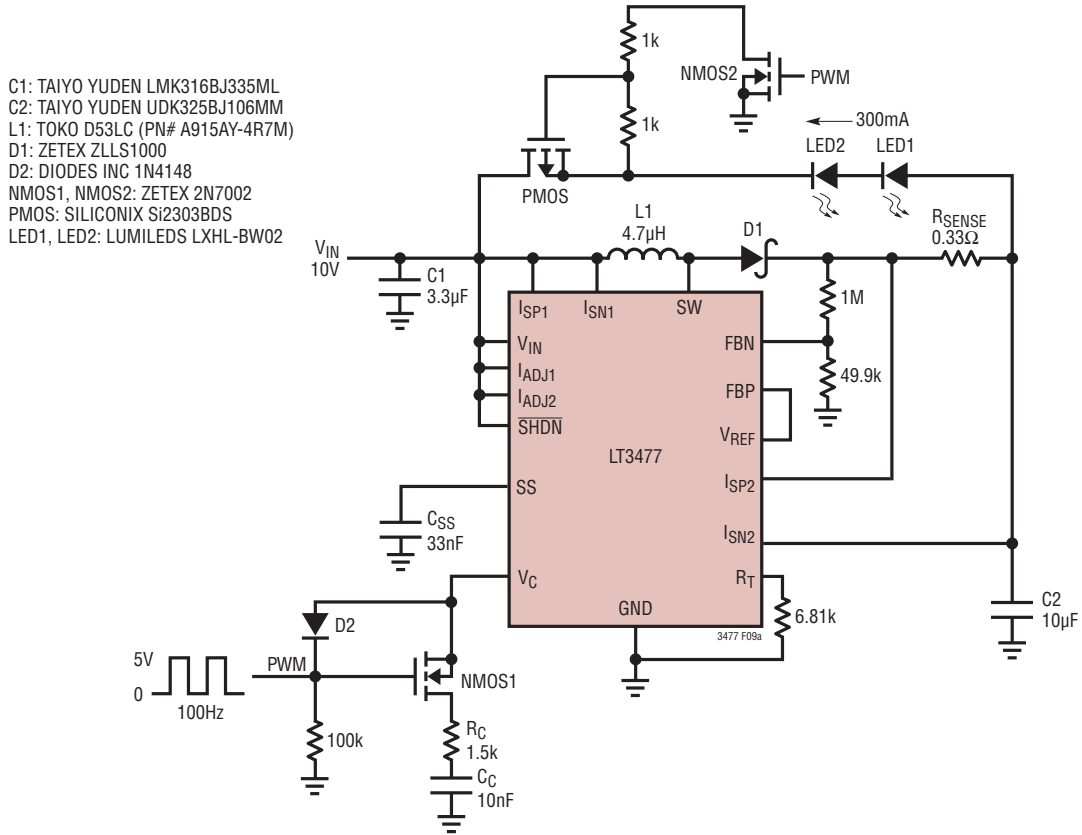 C1: TAIYO YUDEN LMK316BJ335ML
C2: TAIYO YUDEN UDK325BJ106MM
L1: TOKO D53LC (PN# A915AY-4R7M)
D1: ZETEX ZLLS1000
D2: DIODES INC 1N4148
NMOS1, NMOS2: ZETEX 2N7002
PMOS: SILICONIX Si2303BDS
LED1, LED2: LUMILEDS LXHL-BW02
1k
NMOS2
PWM
1k
300mA
LED2
LED1
PMOS
L1
4.7µH
D1
RSENSE
0.33Ω
VIN
10V
C1
3.3µF
ISP1
ISN1
SW
1M
VIN
FBN
IADJ1
49.9k
IADJ2
FBP
SHDN
VREF
LT3477
ISP2
SS
CSS
33nF
ISN2
VC
RT
GND
6.81k
3477 F09a
C2
10µF
D2
5V
0
100Hz
PWM
NMOS1
100k
RC
1.5k
CC
10nF